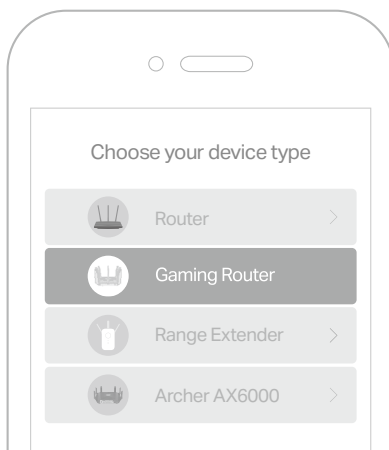 Choose your device type
Router
Gaming Router
Range Extender
Archer AX6000